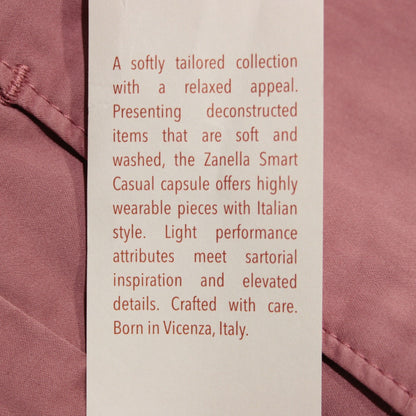 A softly tailored collection
with a relaxed appeal.
Presenting deconstructed
items that are soft and
washed, the Zanella Smart
Casual capsule offers highly
wearable pieces with Italian
style. Light performance
attributes meet sartorial
inspiration and elevated
details. Crafted with care.
Born in Vicenza, Italy.